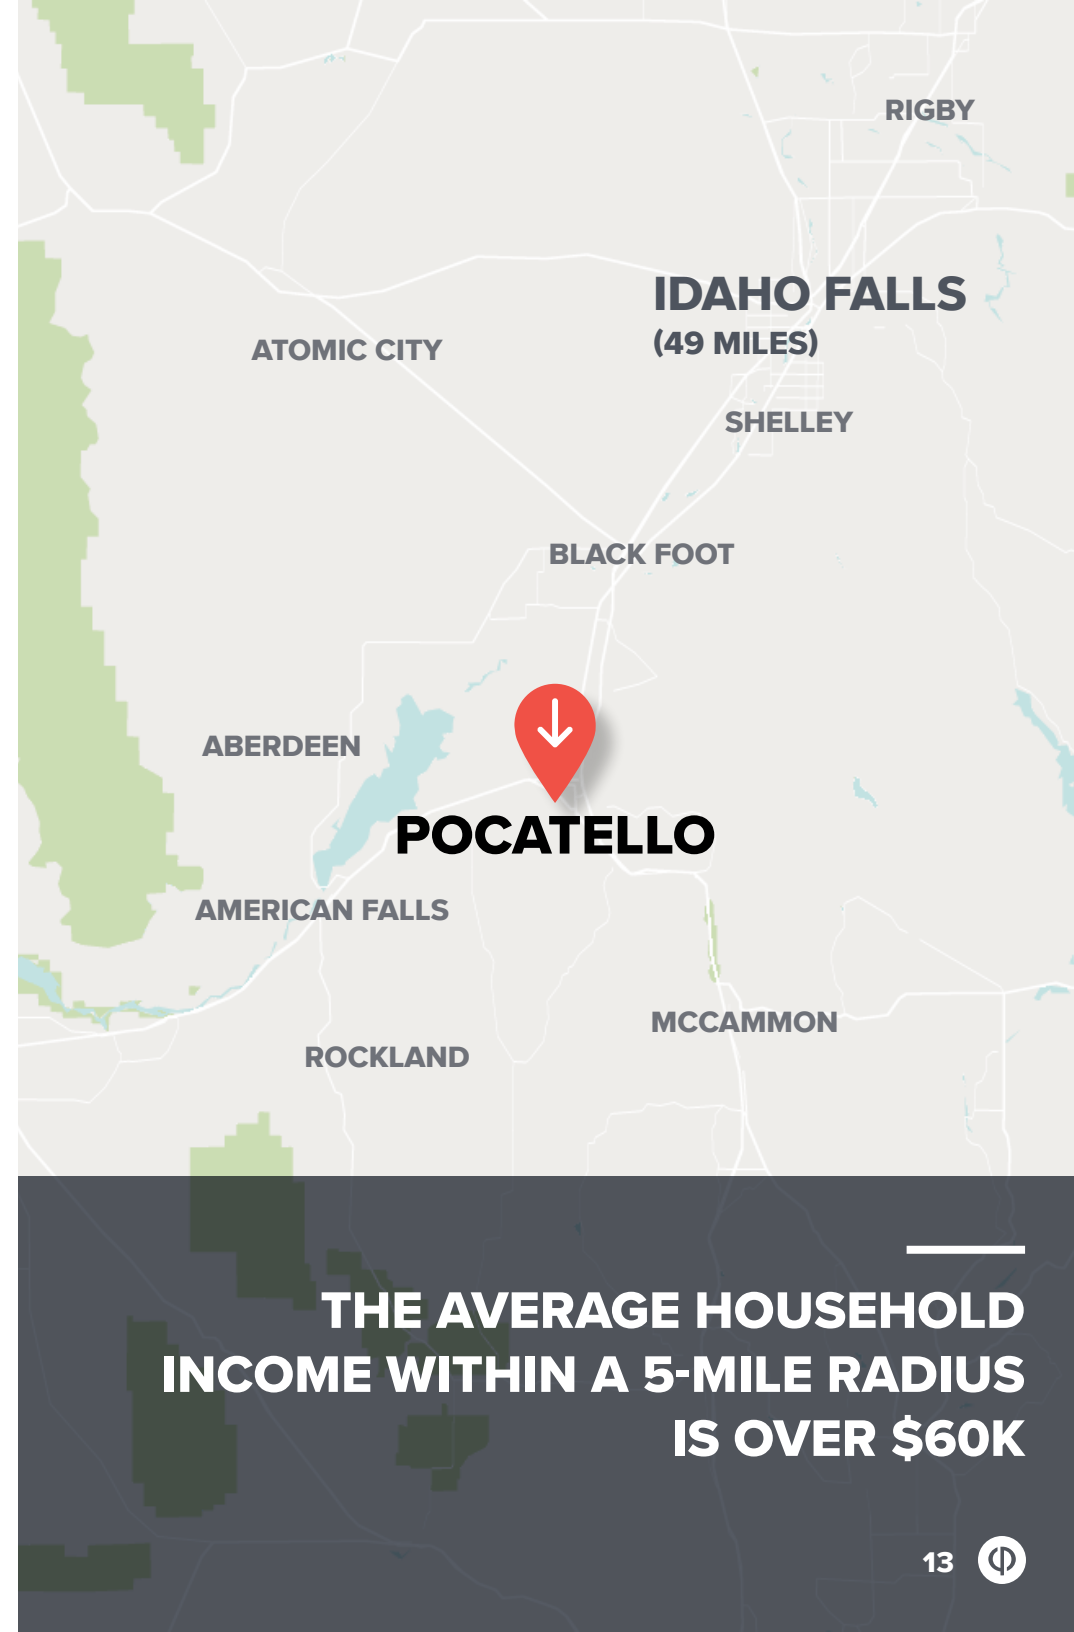 RIGBY
IDAHO FALLS
(49 MILES)
ATOMIC CITY
SHELLEY
BLACK FOOT
ABERDEEN
POCATELLO
AMERICAN FALLS
MCCAMMON
ROCKLAND
THE AVERAGE HOUSEHOLD
INCOME WITHIN A 5-MILE RADIUS
IS OVER $60K
13